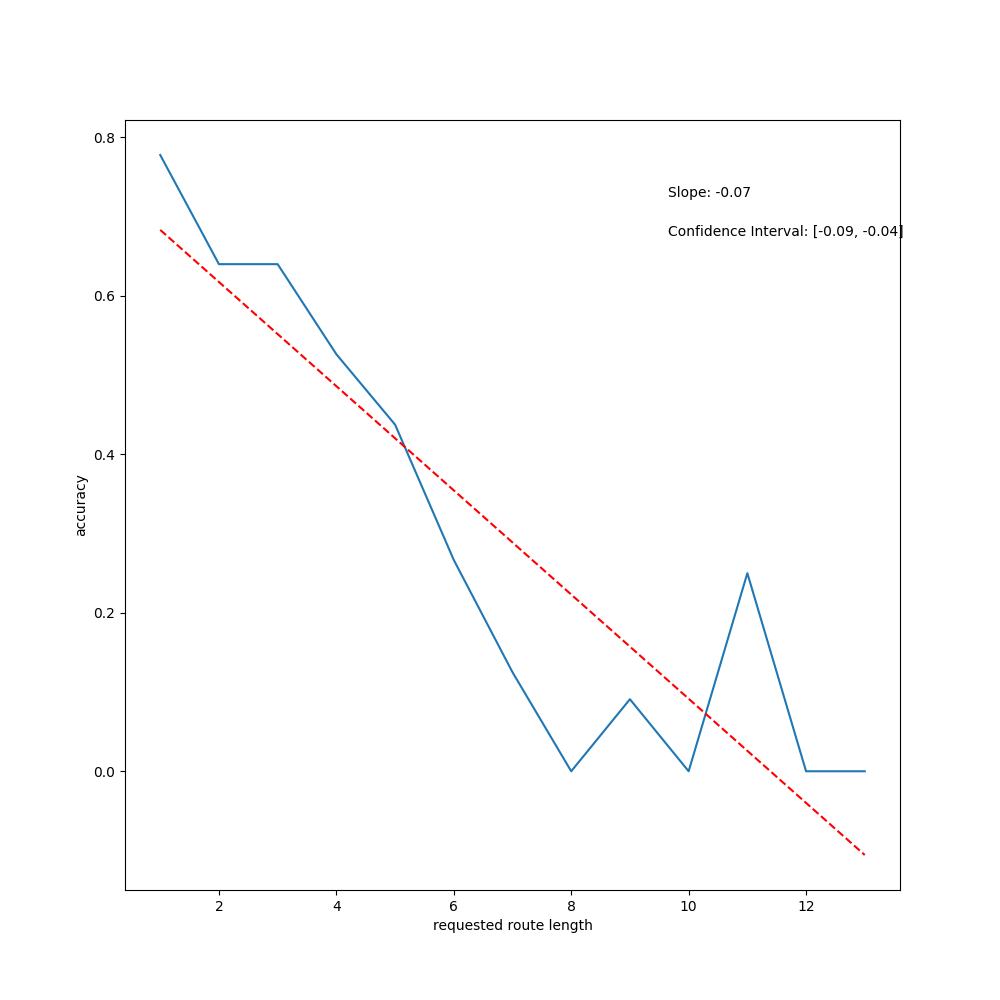 Slope: -0.07
Confidence Interval: [-0.09, -0.04]
0.8
0.6
0.4
0.2
0.0
accuracy
2 4 6 8 10 12
requested route length